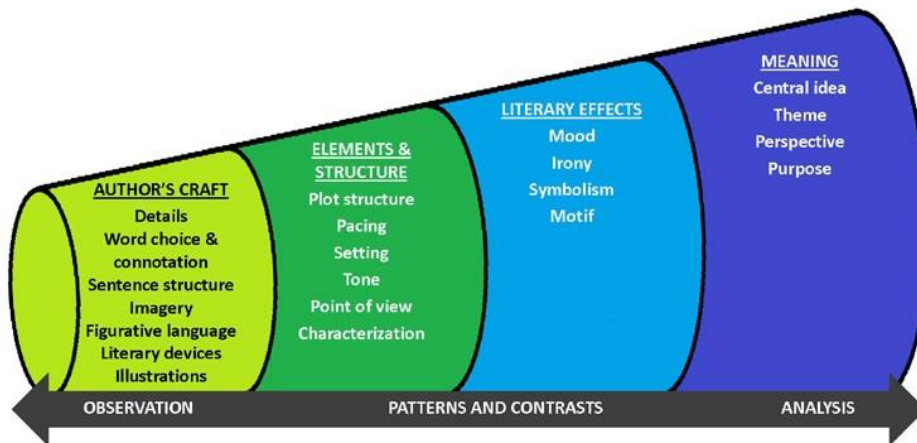 AUTHOR'S CRAFT
Details
Word choice &
connotation
Sentence structure
Imagery
Figurative language
Literary devices
Illustrations
ELEMENTS &
STRUCTURE
Plot structure
Pacing
Setting
Tone
Point of view
Characterization
LITERARY EFFECTS
Mood
Irony
Symbolism
Motif
MEANING
Central idea
Theme
Perspective
Purpose
OBSERVATION
PATTERNS AND CONTRASTS
ANALYSIS